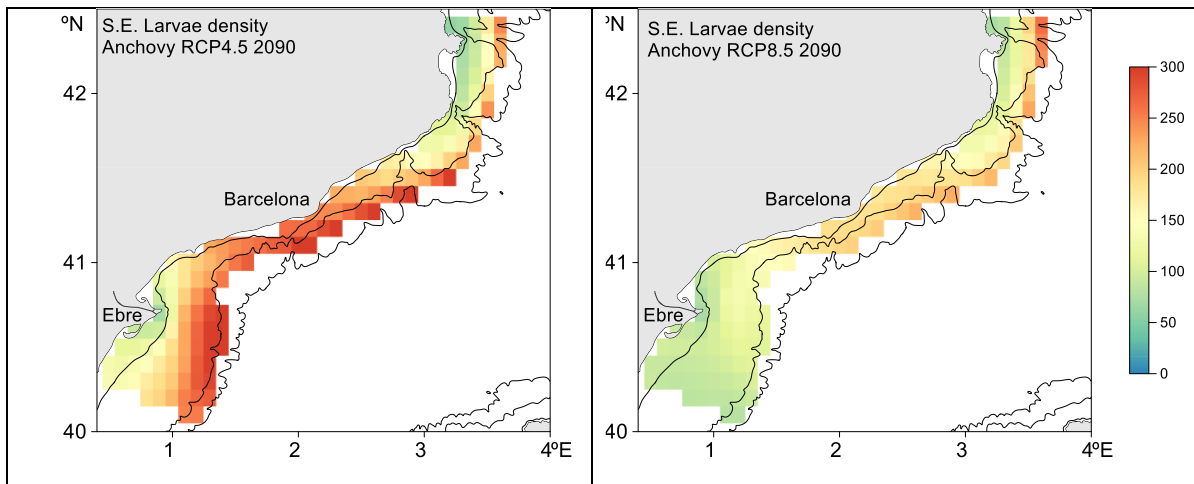 ºN
S.E. Larvae density
Anchovy RCP4.5 2090
42
Barcelona
41
Ebre
40
1
2
3
4ºE
ºN
S.E. Larvae density
Anchovy RCP8.5 2090
42
Barcelona
41
Ebre
40
1
2
3
4ºE
300
250
200
150
100
50
0